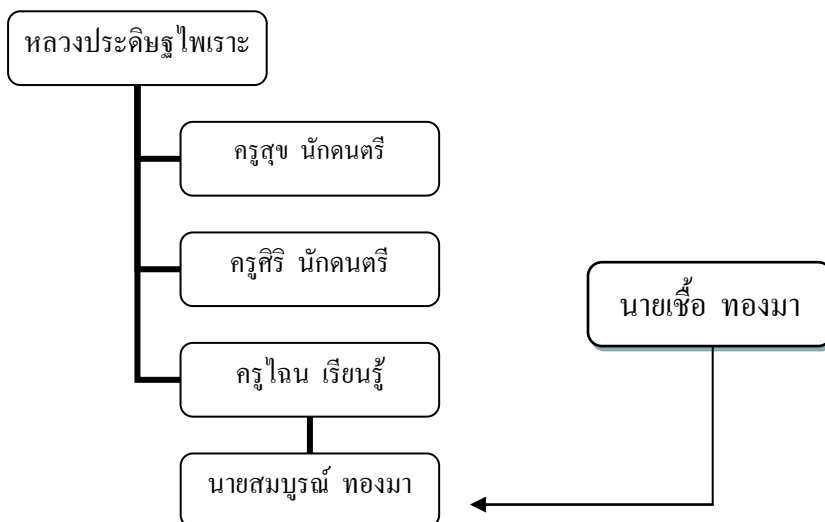 หลวงประดิษฐไพเราะ
ครูสุข นักดนตรี
ครูศิริ นักดนตรี
นายเชื้อ ทองมา
ครูไฉน เรียนรู้
นายสมบูรณ์ ทองมา